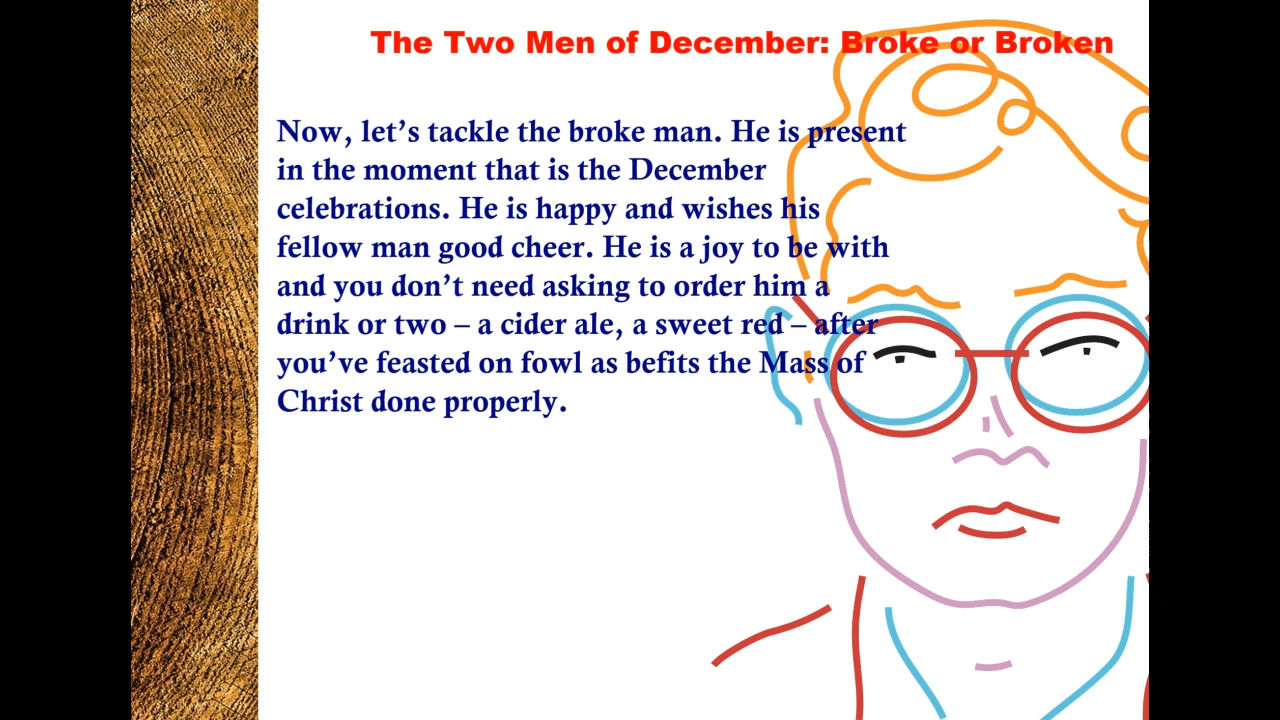 The Two Men of December: Broke or Broken
Now, let’s tackle the broke man. He is present
in the moment that is the December
celebrations. He is happy and wishes his
fellow man good cheer. He is a joy to be with
and you don’t need asking to order him a
drink or two – a cider ale, a sweet red – after
you’ve feasted on fowl as befits the Mass of
Christ done properly.